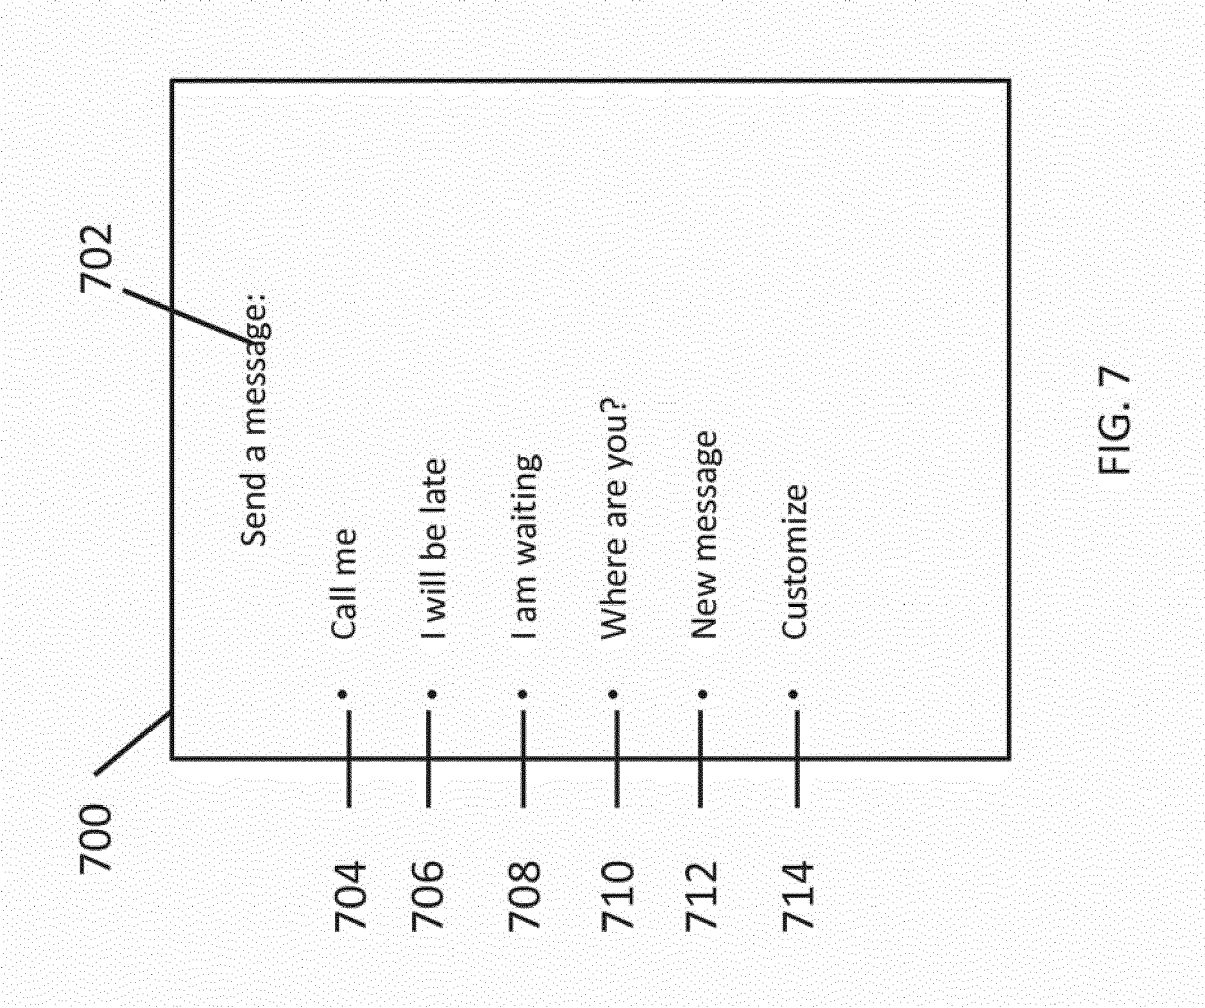 700
702
Send a message:
704 • Call me
706 • I will be late
708 • I am waiting
710 • Where are you?
712 • New message
714 • Customize
FIG. 7